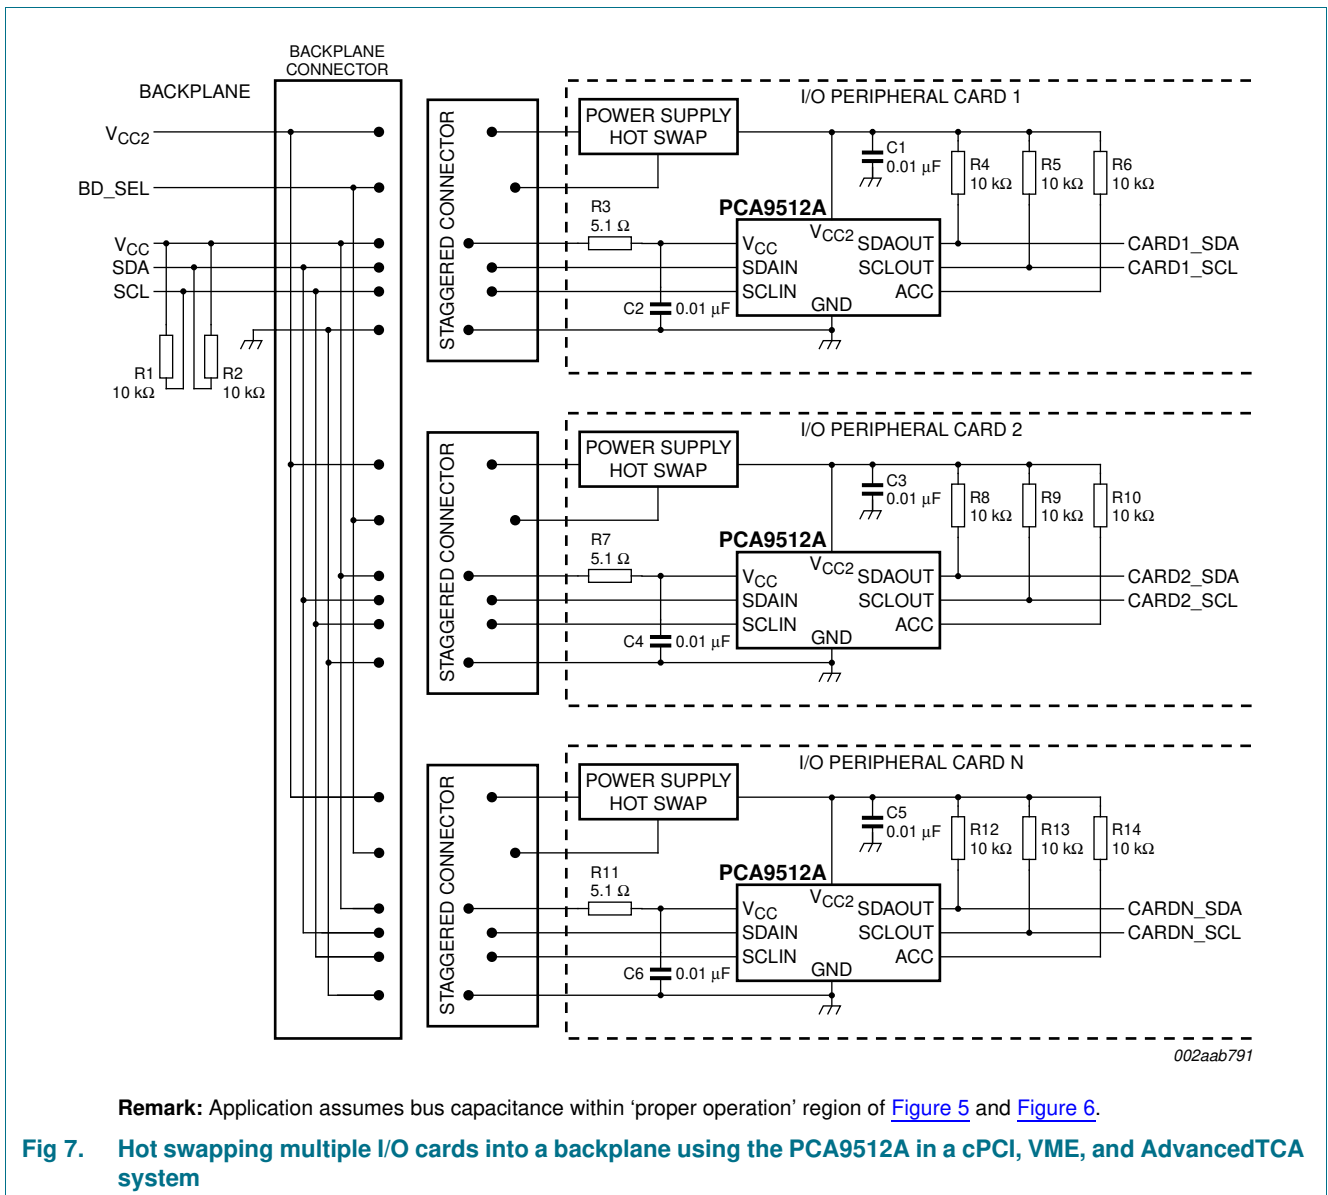 BACKPLANE
CONNECTOR
BACKPLANE
VCC2
BD_SEL
VCC
SDA
SCL
R1
10 kΩ
R2
10 kΩ
STAGGERED CONNECTOR
I/O PERIPHERAL CARD 1
POWER SUPPLY
HOT SWAP
C1
0.01 μF
R4
10 kΩ
R5
10 kΩ
R6
10 kΩ
R3
5.1 Ω
PCA9512A
VCC
VCC2
SDAOUT
SDAIN
SCLOUT
SCLIN
ACC
GND
C2
0.01 μF
CARD1_SDA
CARD1_SCL
STAGGERED CONNECTOR
I/O PERIPHERAL CARD 2
POWER SUPPLY
HOT SWAP
C3
0.01 μF
R8
10 kΩ
R9
10 kΩ
R10
10 kΩ
R7
5.1 Ω
PCA9512A
VCC
VCC2
SDAOUT
SDAIN
SCLOUT
SCLIN
ACC
GND
C4
0.01 μF
CARD2_SDA
CARD2_SCL
STAGGERED CONNECTOR
I/O PERIPHERAL CARD N
POWER SUPPLY
HOT SWAP
C5
0.01 μF
R12
10 kΩ
R13
10 kΩ
R14
10 kΩ
R11
5.1 Ω
PCA9512A
VCC
VCC2
SDAOUT
SDAIN
SCLOUT
SCLIN
ACC
GND
C6
0.01 μF
CARDN_SDA
CARDN_SCL
002aab791
Remark: Application assumes bus capacitance within ‘proper operation’ region of Figure 5 and Figure 6.
Fig 7. Hot swapping multiple I/O cards into a backplane using the PCA9512A in a cPCI, VME, and AdvancedTCA
system